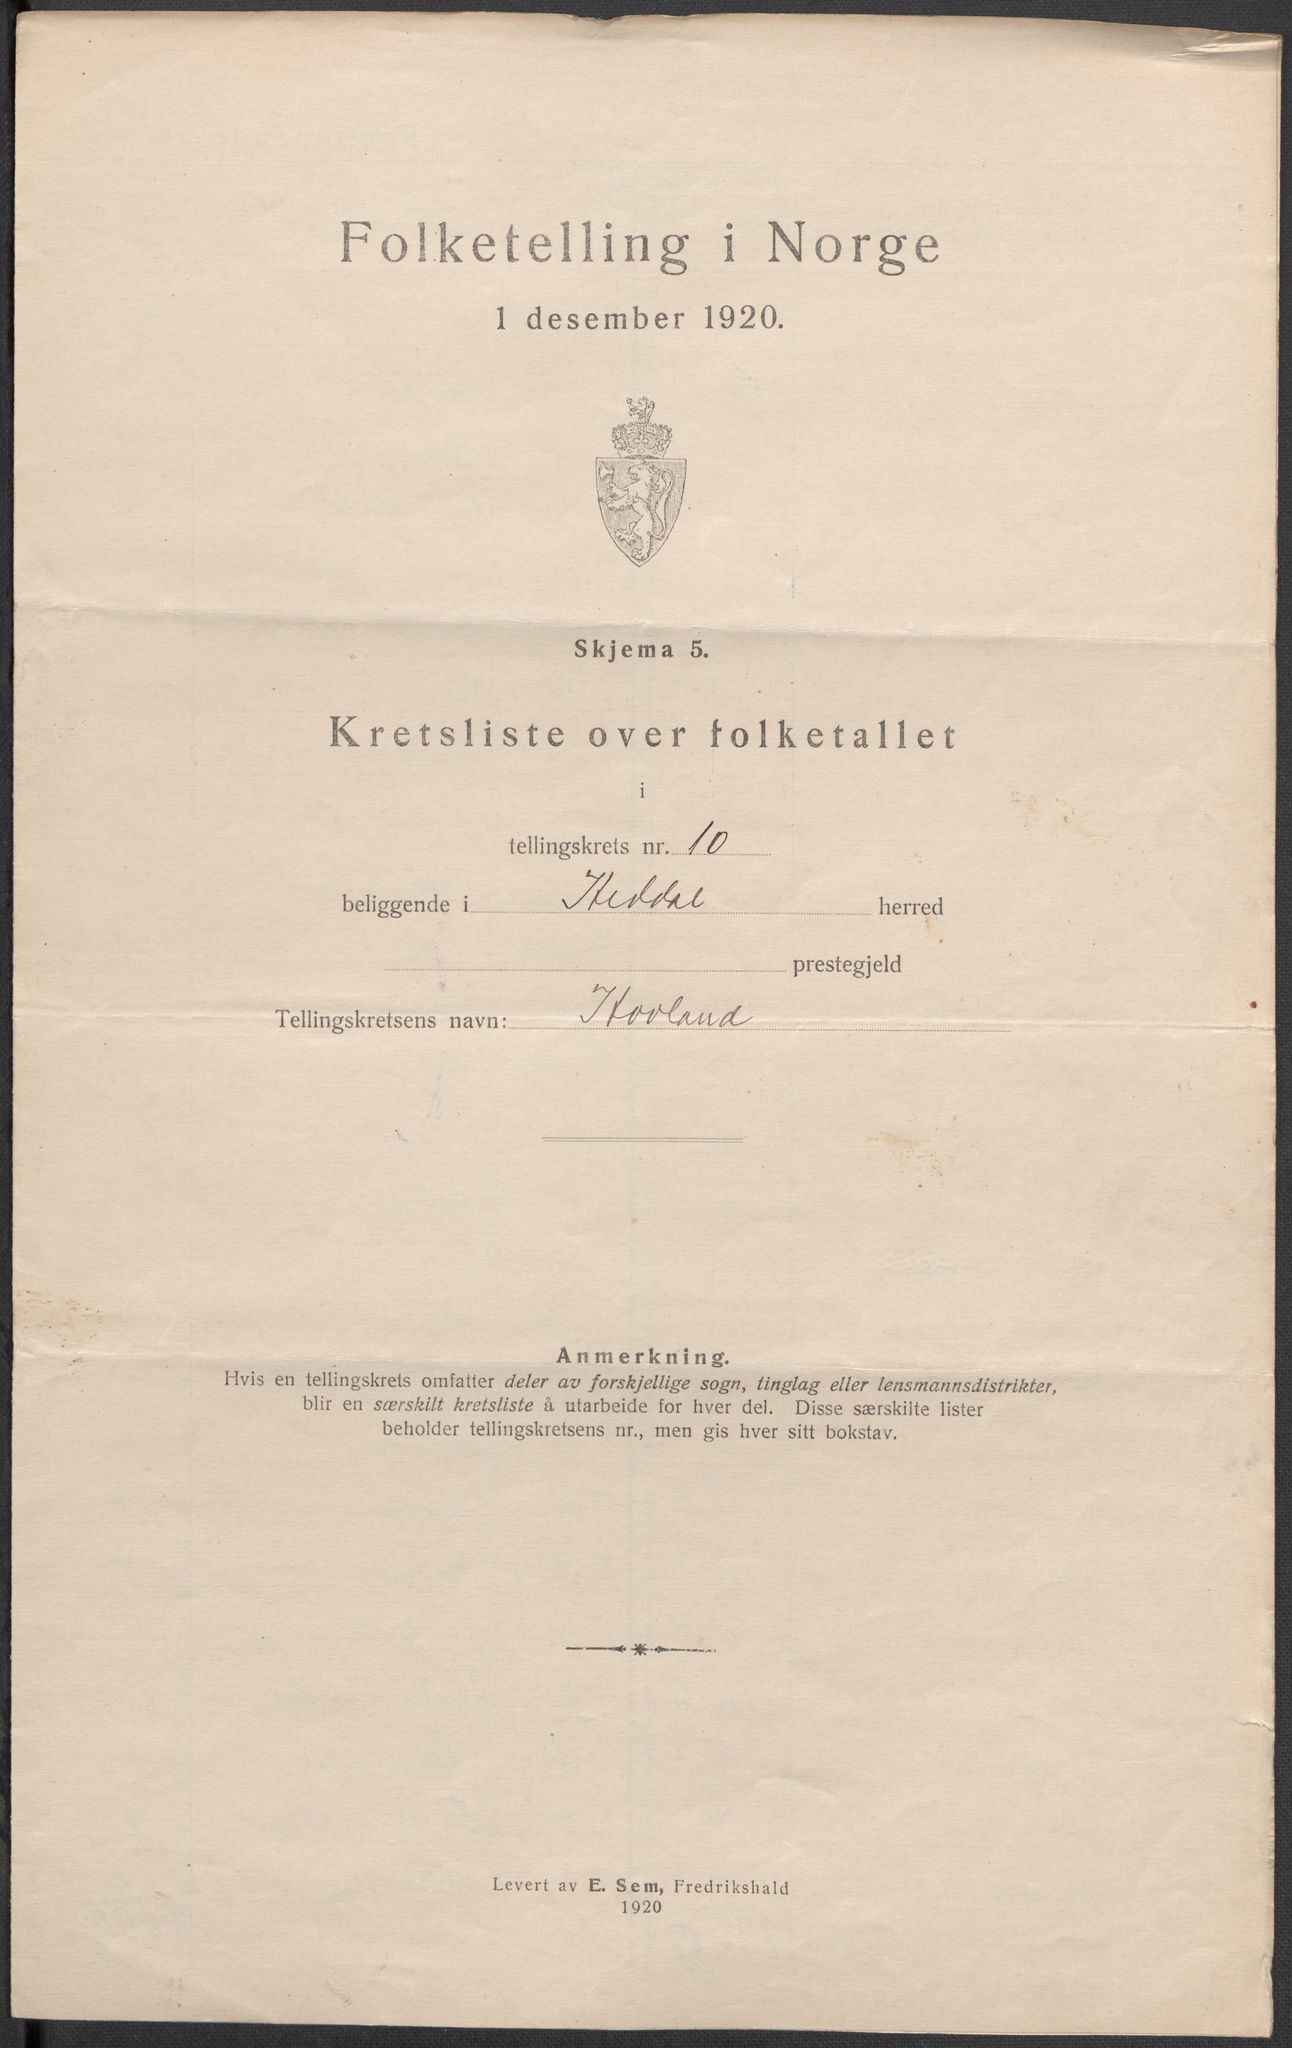 Folketelling i Norge
1 desember 1920.
Skjema 5.
Kretsliste over folketallet
i
tellingskrets nr. 10
beliggende i Heddal herred
prestegjeld
Tellingskretsens navn: Hovland
Anmerkning.
Hvis en tellingskrets omfatter deler av forskjellige sogn, tinglag eller lensmannsdistrikter,
blir en særskilt kretsliste å utarbeide for hver del. Disse særskilte lister
beholder tellingskretsens nr., men gis hver sitt bokstav.
Levert av E. Sem, Fredrikshald
1920